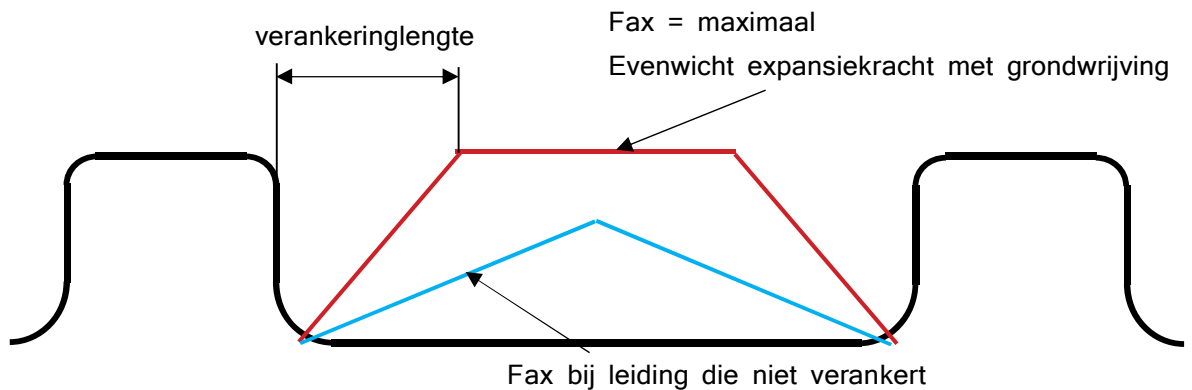 Fax = maximaal
verankeringlengte
Evenwicht expansiekracht met grondwrijving
Fax bij leiding die niet verankert